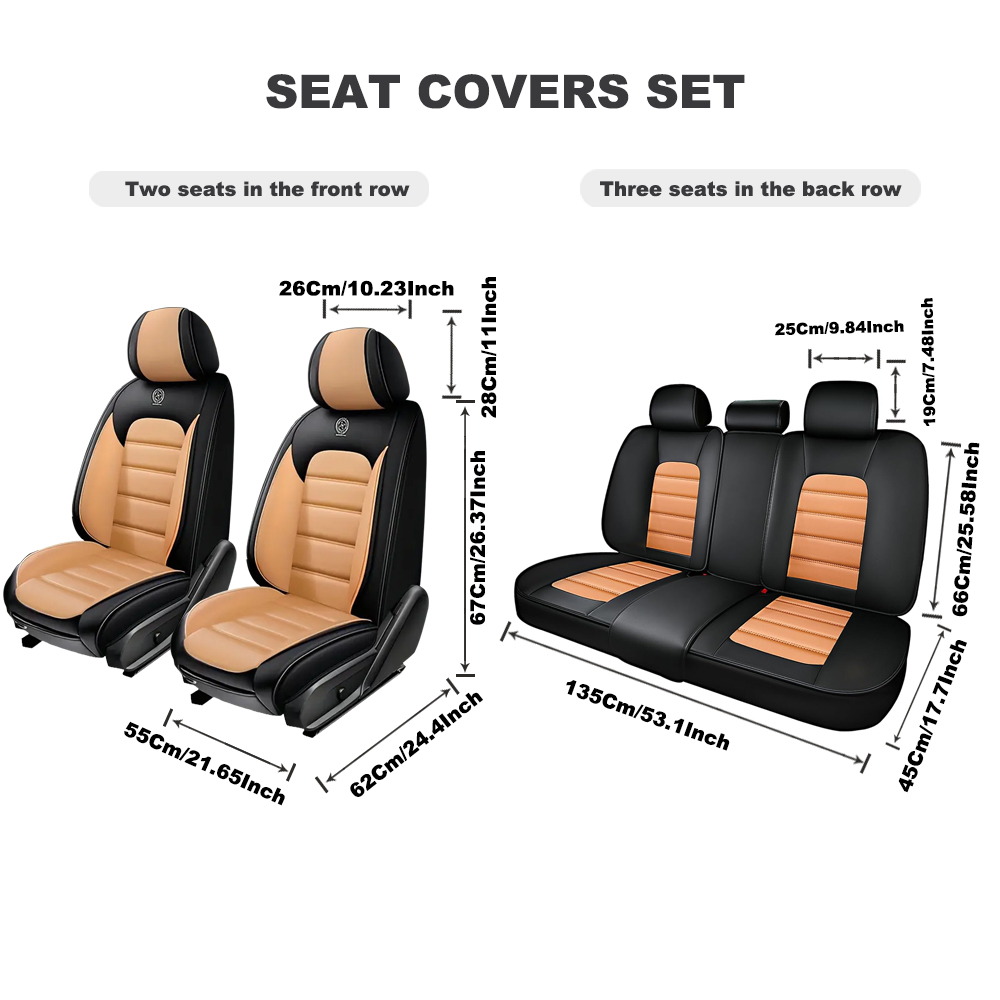 SEAT COVERS SET
Two seats in the front row
Three seats in the back row
26Cm/10.23Inch
28Cm/11Inch
67Cm/26.37Inch
55Cm/21.65Inch
62Cm/24.4Inch
25Cm/9.84Inch
19Cm/7.48Inch
66Cm/25.58Inch
135Cm/53.1Inch
45Cm/17.7Inch